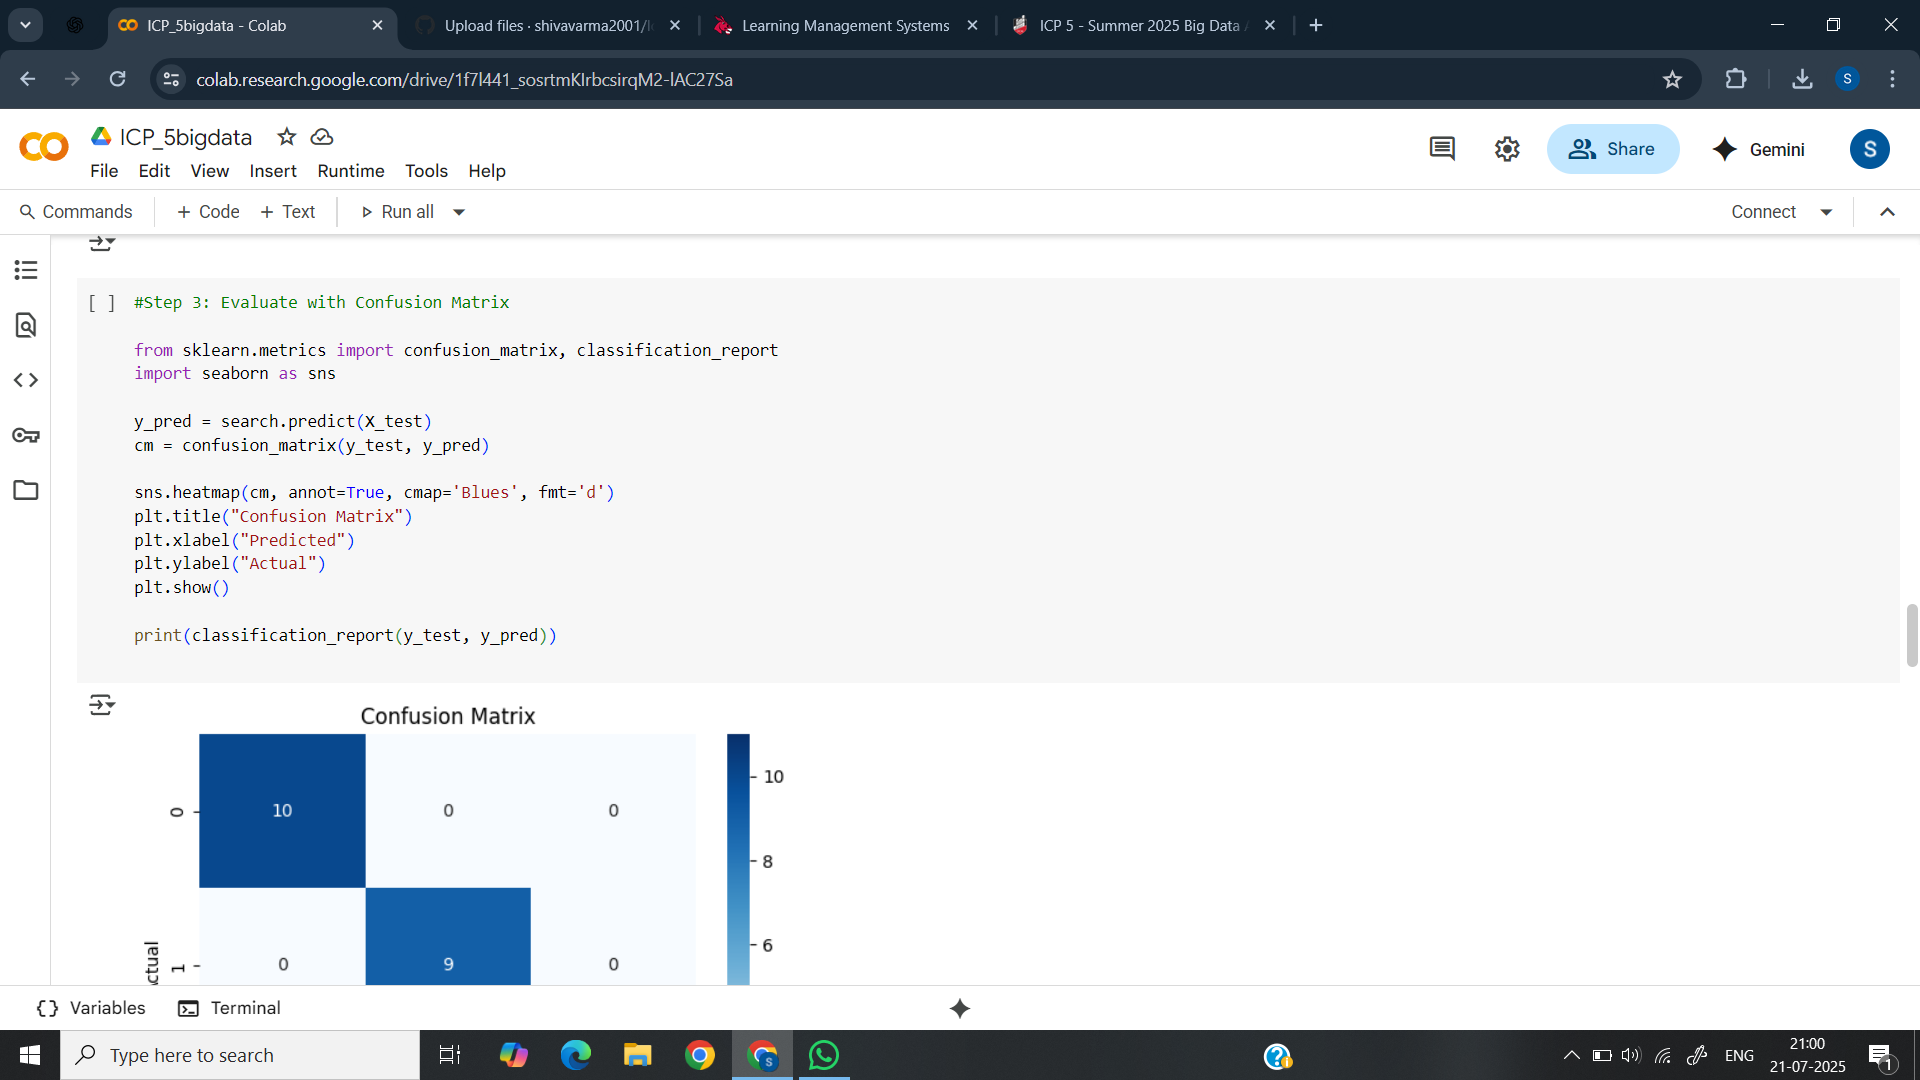 ICP_5bigdata - Colab
Upload files · shivavarma2001/
Learning Management Systems
ICP 5 - Summer 2025 Big Data
colab.research.google.com/drive/1f7l441_sosrtmKIrbcsirqM2-lAC27Sa
S
CO
ICP_5bigdata
Share
Gemini
S
File Edit View Insert Runtime Tools Help
Commands
+ Code + Text
Run all
Connect
[ ] #Step 3: Evaluate with Confusion Matrix
from sklearn.metrics import confusion_matrix, classification_report
import seaborn as sns
y_pred = search.predict(X_test)
cm = confusion_matrix(y_test, y_pred)
sns.heatmap(cm, annot=True, cmap='Blues', fmt='d')
plt.title("Confusion Matrix")
plt.xlabel("Predicted")
plt.ylabel("Actual")
plt.show()
print(classification_report(y_test, y_pred))
Confusion Matrix
10
0 10 0 0
8
6
1 0 9 0
Variables
Terminal
Type here to search
ENG
21:00
21-07-2025
1